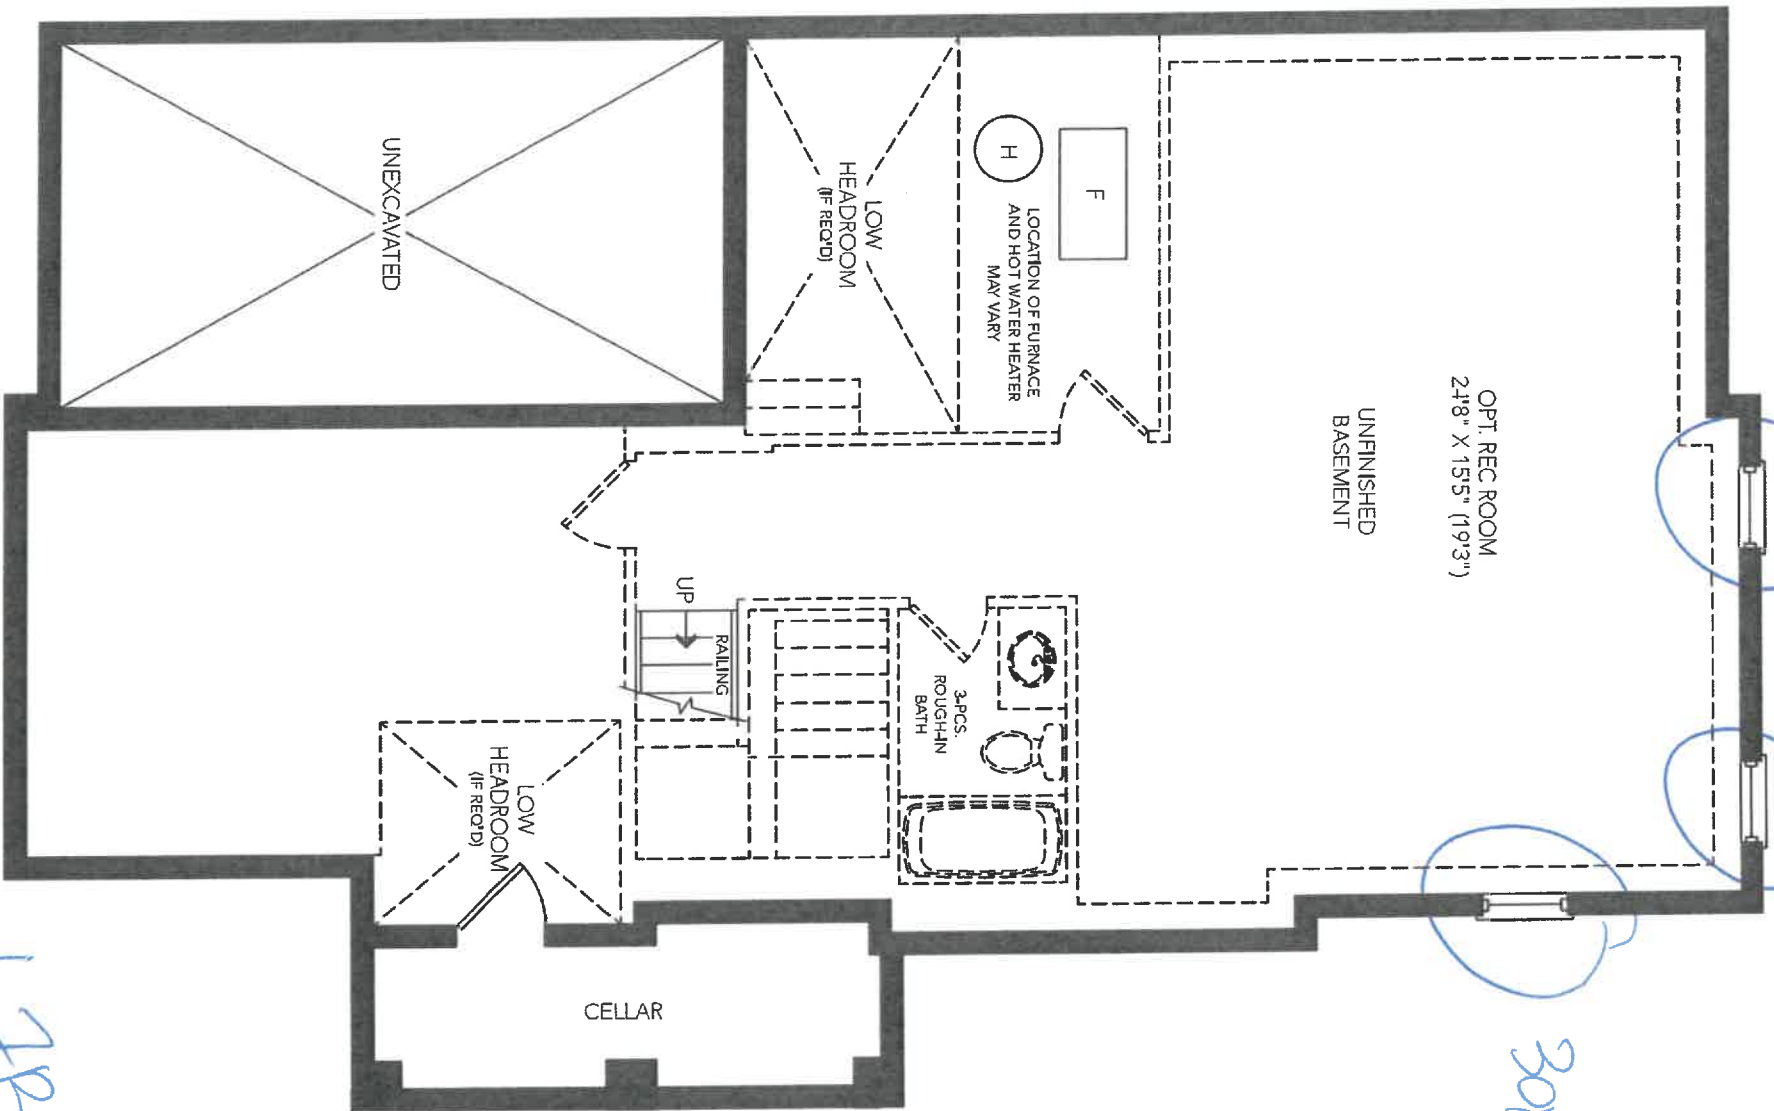 OPT. REC ROOM
24'8" X 15'5" (19'3")
UNFINISHED
BASEMENT
F
H
LOCATION OF FURNACE
AND HOT WATER HEATER
MAY VARY
LOW
HEADROOM
(IF REQ'D)
UNEXCAVATED
3-PCS.
ROUGH-IN
BATH
UP
RAILING
LOW
HEADROOM
(IF REQ'D)
CELLAR